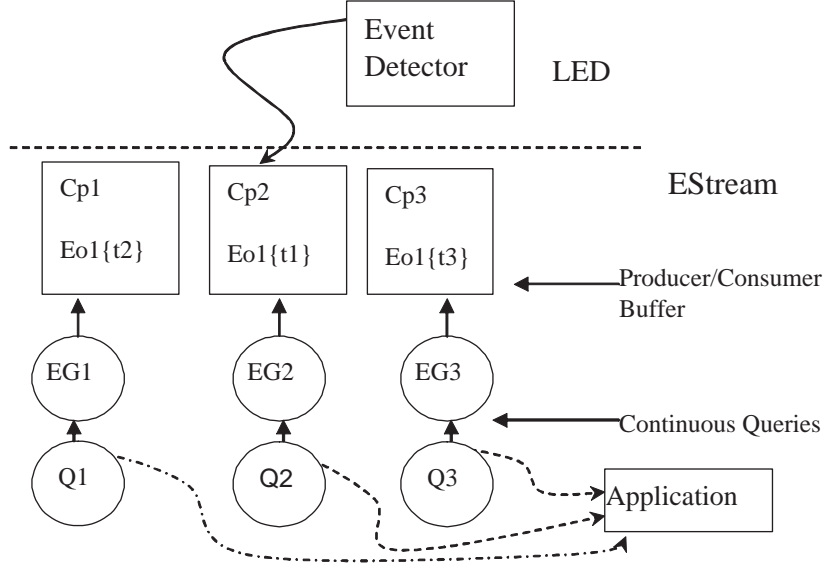 Event
Detector
LED
Cp1
Eo1{t2}
Cp2
Eo1{t1}
Cp3
Eo1{t3}
EStream
Producer/Consumer
Buffer
EG1
EG2
EG3
Continuous Queries
Q1
Q2
Q3
Application